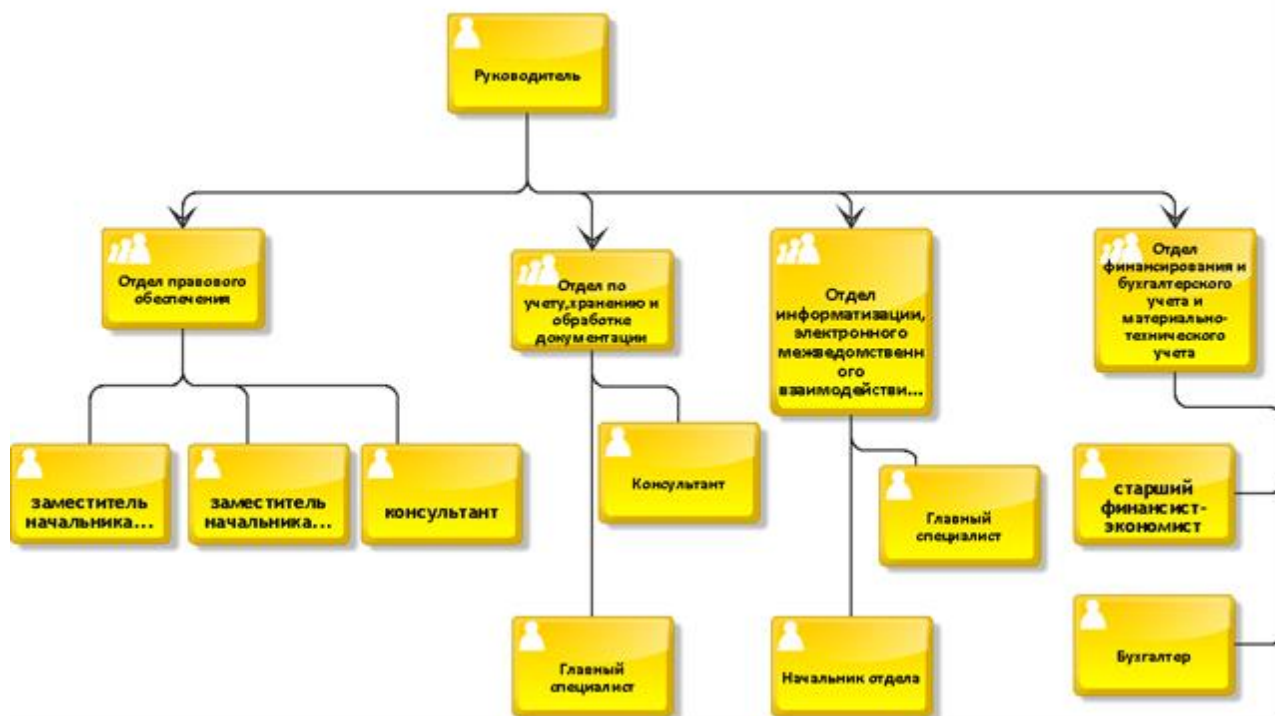 Руководитель
Отдел правового
обеспечения
Отдел по
учету,хранению и
обработке
документации
Отдел
информатизации,
электронного
межведомственн
ого
взаимодействи...
Отдел
финансирования и
бухгалтерского
учета и
материально-
технического
учета
заместитель
начальника...
заместитель
начальника...
консультант
Консультант
Главный
специалист
старший
финансист-
экономист
Главный
специалист
Начальник отдела
Бухгалтер